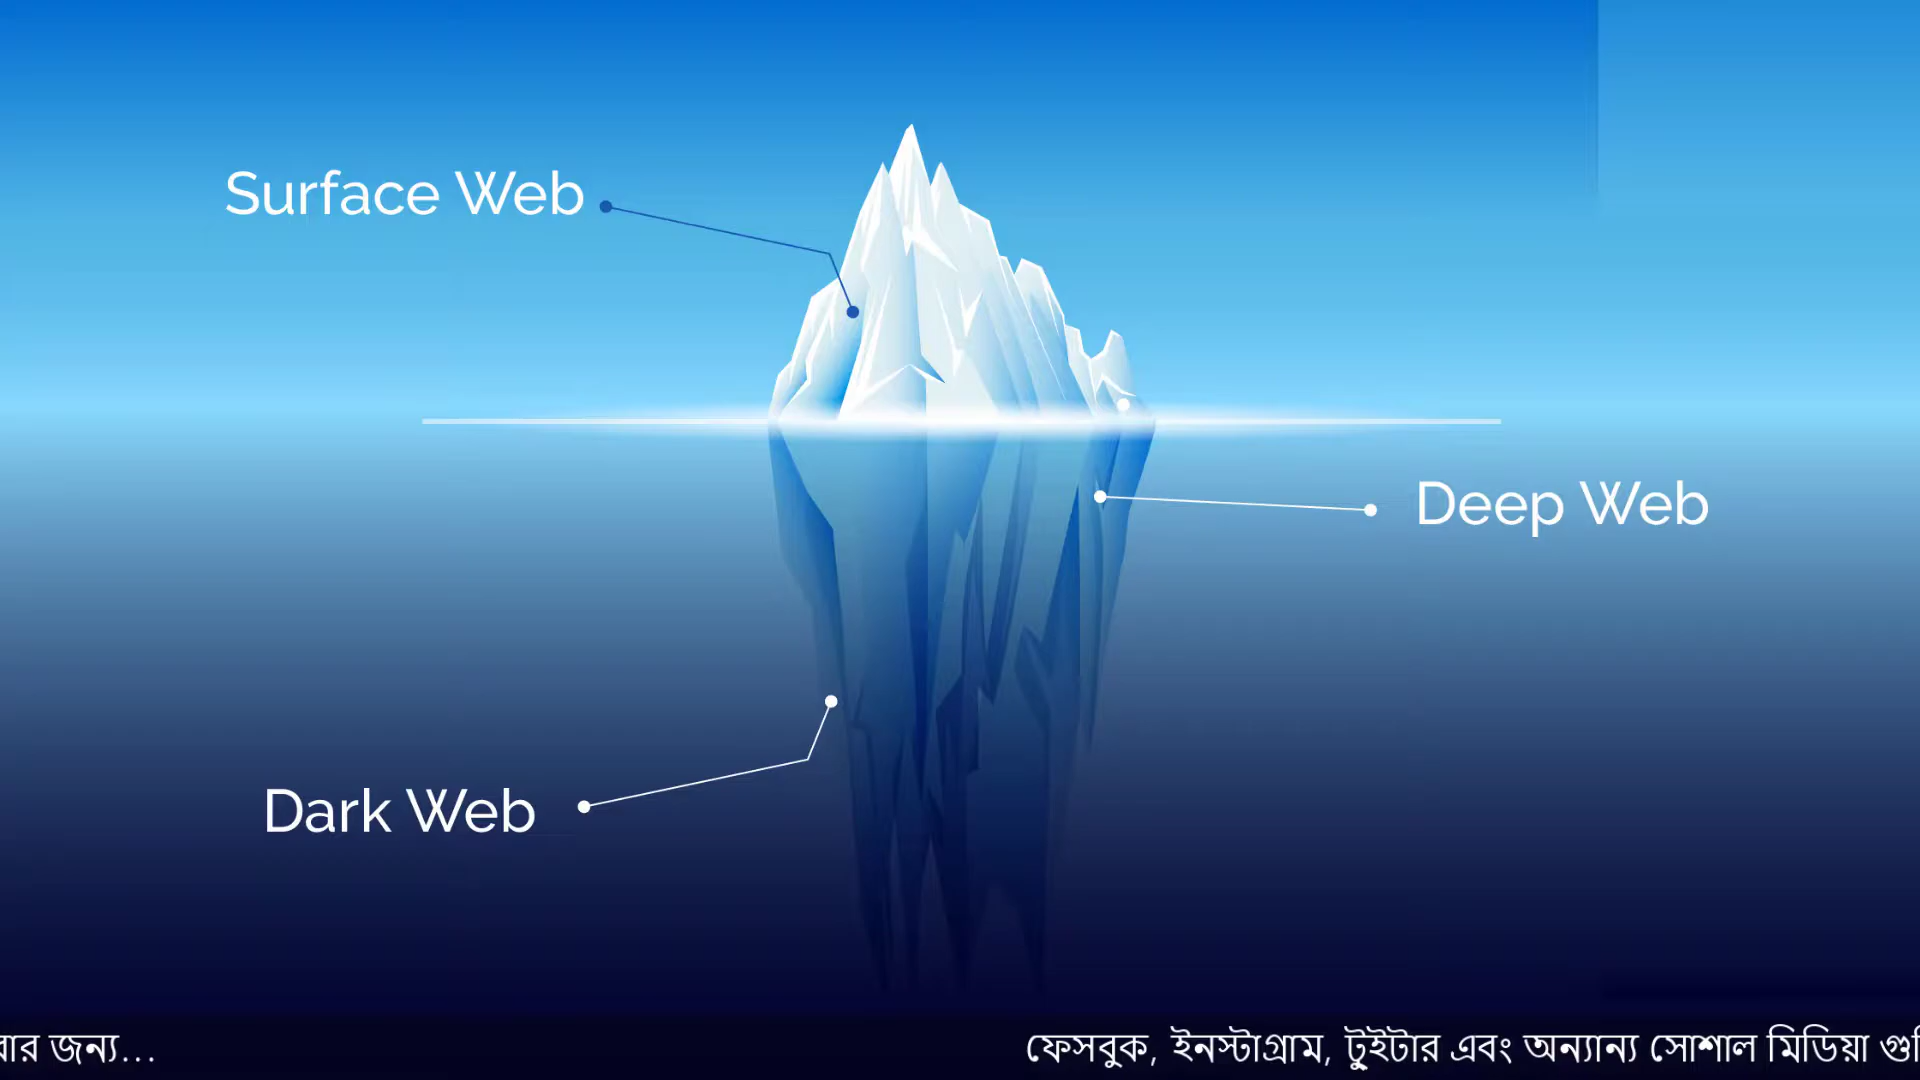 Surface Web
Deep Web
Dark Web
জন্য... ফেসবুক, ইনস্টাগ্রাম, টুইটার এবং অন্যান্য সোশাল মিডিয়া